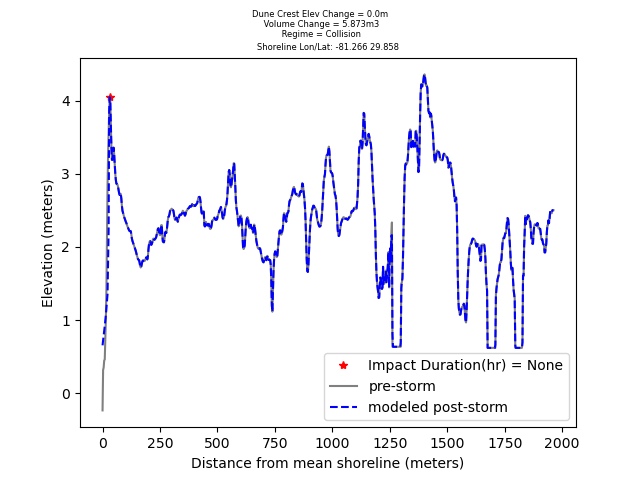 Dune Crest Elev Change = 0.0m
Volume Change = 5.873m3
Regime = Collision
Shoreline Lon/Lat: -81.266 29.858
4
3
2
1
0
Elevation (meters)
Impact Duration(hr) = None
pre-storm
modeled post-storm
0 250 500 750 1000 1250 1500 1750 2000
Distance from mean shoreline (meters)